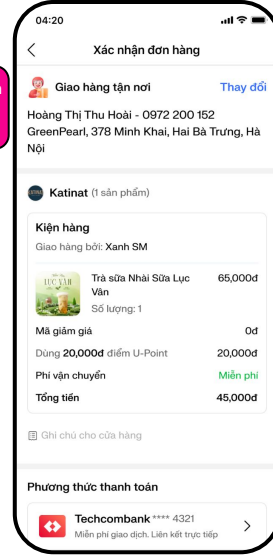 04:20
Xác nhận đơn hàng
Giao hàng tận nơi
Thay đổi
Hoàng Thị Thu Hoài - 0972 200 152
GreenPearl, 378 Minh Khai, Hai Bà Trưng, Hà
Nội
Katinat (1 sản phẩm)
Kiện hàng
Giao hàng bởi: Xanh SM
LỤC VÂN
Trà sữa Nhài Sữa Lục
65,000đ
Vân
Số lượng: 1
Mã giảm giá
0đ
Dùng 20,000đ điểm U-Point
20,000đ
Phí vận chuyển
Miễn phí
Tổng tiền
45,000đ
Ghi chú cho cửa hàng
Phương thức thanh toán
Techcombank **** 4321
Miễn phí giao dịch. Liên kết trực tiếp